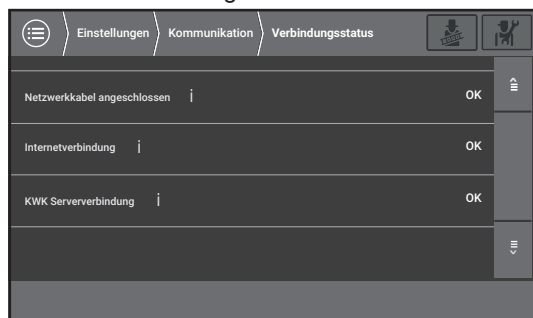 Einstellungen Kommunikation Verbindungsstatus
Netzwerkkabel angeschlossen i OK
Internetverbindung i OK
KWK Serververbindung i OK